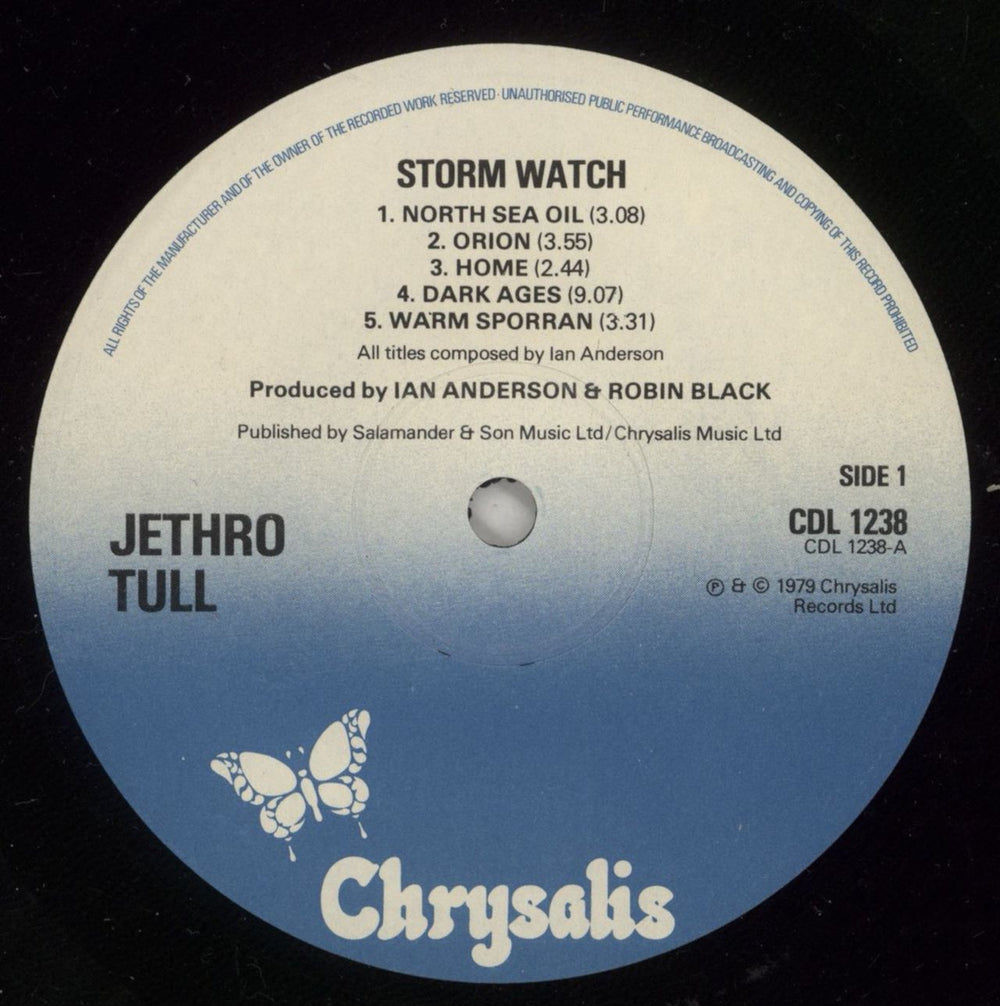 ALL RIGHTS OF THE MANUFACTURER AND OF THE OWNER OF THE RECORDED WORK RESERVED · UNAUTHORISED PUBLIC PERFORMANCE BROADCASTING AND COPYING OF THIS RECORD PROHIBITED
STORM WATCH
1. NORTH SEA OIL (3.08)
2. ORION (3.55)
3. HOME (2.44)
4. DARK AGES (9.07)
5. WARM SPORRAN (3.31)
All titles composed by Ian Anderson
Produced by IAN ANDERSON & ROBIN BLACK
Published by Salamander & Son Music Ltd/Chrysalis Music Ltd
SIDE 1
JETHRO
TULL
CDL 1238
CDL 1238-A
℗ & © 1979 Chrysalis
Records Ltd
Chrysalis